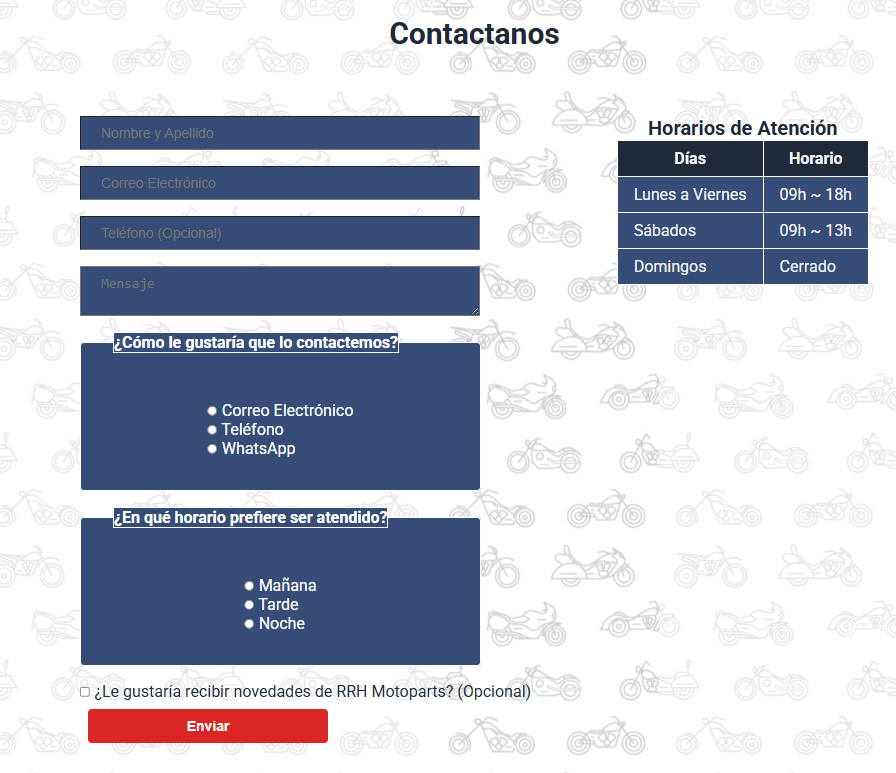 Contactanos
Nombre y Apellido
Correo Electrónico
Teléfono (Opcional)
Mensaje
¿Cómo le gustaría que lo contactemos?
Correo Electrónico
Teléfono
WhatsApp
¿En qué horario prefiere ser atendido?
Mañana
Tarde
Noche
¿Le gustaría recibir novedades de RRH Motoparts? (Opcional)
Enviar
Horarios de Atención
Días Horario
Lunes a Viernes 09h ~ 18h
Sábados 09h ~ 13h
Domingos Cerrado